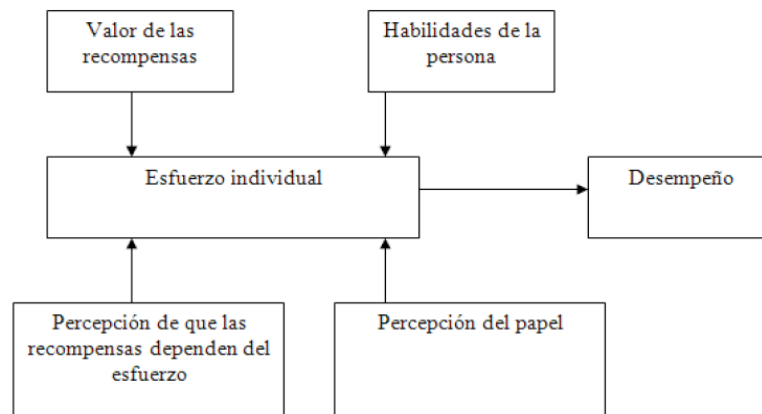 Valor de las
recompensas
Habilidades de la
persona
Esfuerzo individual
Desempeño
Percepción de que las
recompensas dependen del
esfuerzo
Percepción del papel